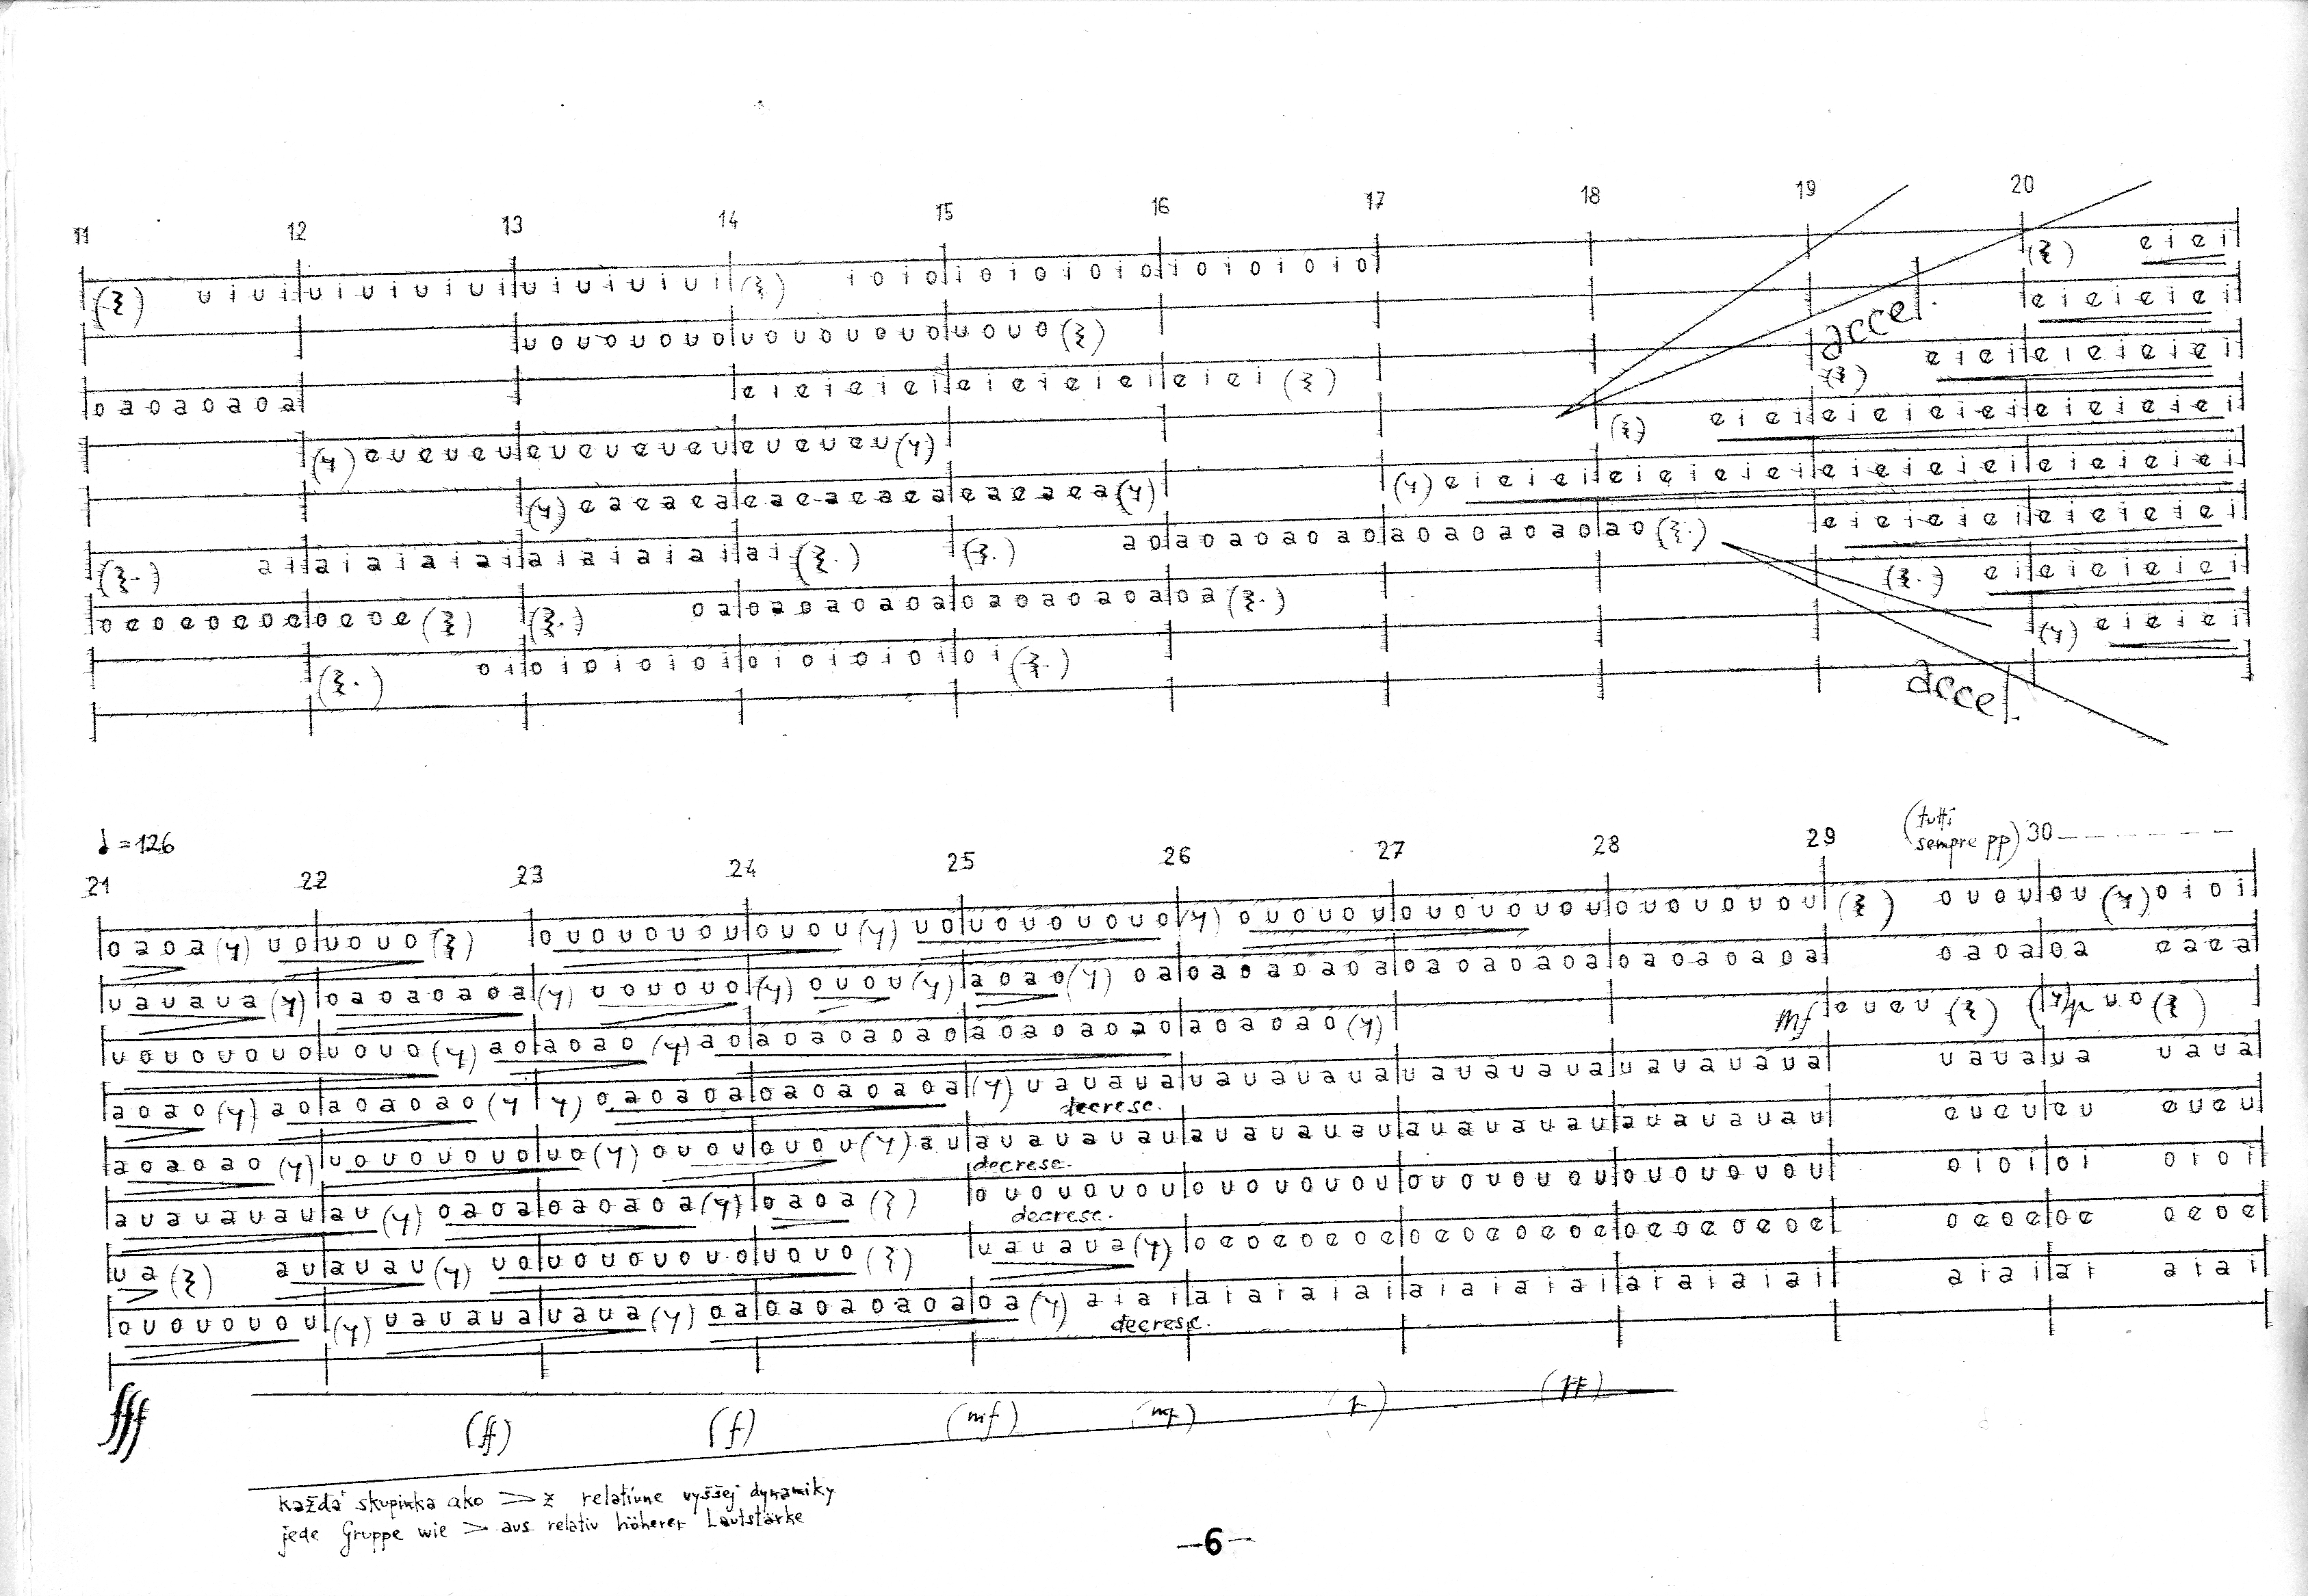 11 12 13 14 15 16 17 18 19 20
u i u i u i u i u i u i u i u i u i u i i o i o i o i o i o i o i o i o i o i o e i e i
u o u o u o u o u o u o u o u o u o u o e i e i e i e i
accel.
o a o a o a o a e i e i e i e i e i e i e i e i e i e i e i e i e i e i e i e i
e u e u e u e u e u e u e u e u e u e u e i e i e i e i e i e i e i e i e i e i
e a e a e a e a e a e a e a e a e a e a e i e i e i e i e i e i e i e i e i e i e i e i e i e i e i
a i a i a i a i a i a i a i a i a i a i a o a o a o a o a o a o a o a o a o a o e i e i e i e i e i e i e i e i
o e o e o e o e o e o e o a o a o a o a o a o a o a o a o a o a e i e i e i e i e i
o i o i o i o i o i o i o i o i o i o i e i e i e i
accel.
♩ = 126
(tutti
sempre pp)
21 22 23 24 25 26 27 28 29 30
o a o a u o u o u o o u o u o u o u o u o u u o u o u o u o u o o u o u o u o u o u o u o u o u o u o u o u o u o u o u o u o i o i
u a u a u a o a o a o a o a u o u o u o o u o u a o a o o a o a o a o a o a o a o a o a o a o a o a o a o a o a o a o a e a e a
u o u o u o u o u o u o a o a o a o a o a o a o a o a o a o a o a o a o a o a o a o mf e u e u p u o
a o a o a o a o a o a o o a o a o a o a o a o a o a u a u a u a u a u a u a u a u a u a u a u a u a u a u a u a u a u a u a u a u a
decresc.
a o a o a o u o u o u o u o u o o u o u o u o u a u a u a u a u a u a u a u a u a u a u a u a u a u a u a u a u a u e u e u e u e u e u
decresc.
a u a u a u a u a u o a o a o a o a o a o a o a o u o u o u o u o u o u o u o u o u o u o u o u o u o u o u o u o i o i o i o i o i
decresc.
u a a u a u a u u o u o u o u o u o u o u o u a u a u a o e o e o e o e o e o e o e o e o e o e o e o e o e o e o e o e o e
o u o u o u o u u a u a u a u a u a o a o a o a o a o a o a a i a i a i a i a i a i a i a i a i a i a i a i a i a i a i a i a i a i a i
decresc.
fff (ff) (f) (mf) (mp) (p) (pp)
každá skupinka ako > z relatívne vyššej dynamiky
jede Gruppe wie > aus relativ höherer Lautstärke
—6—